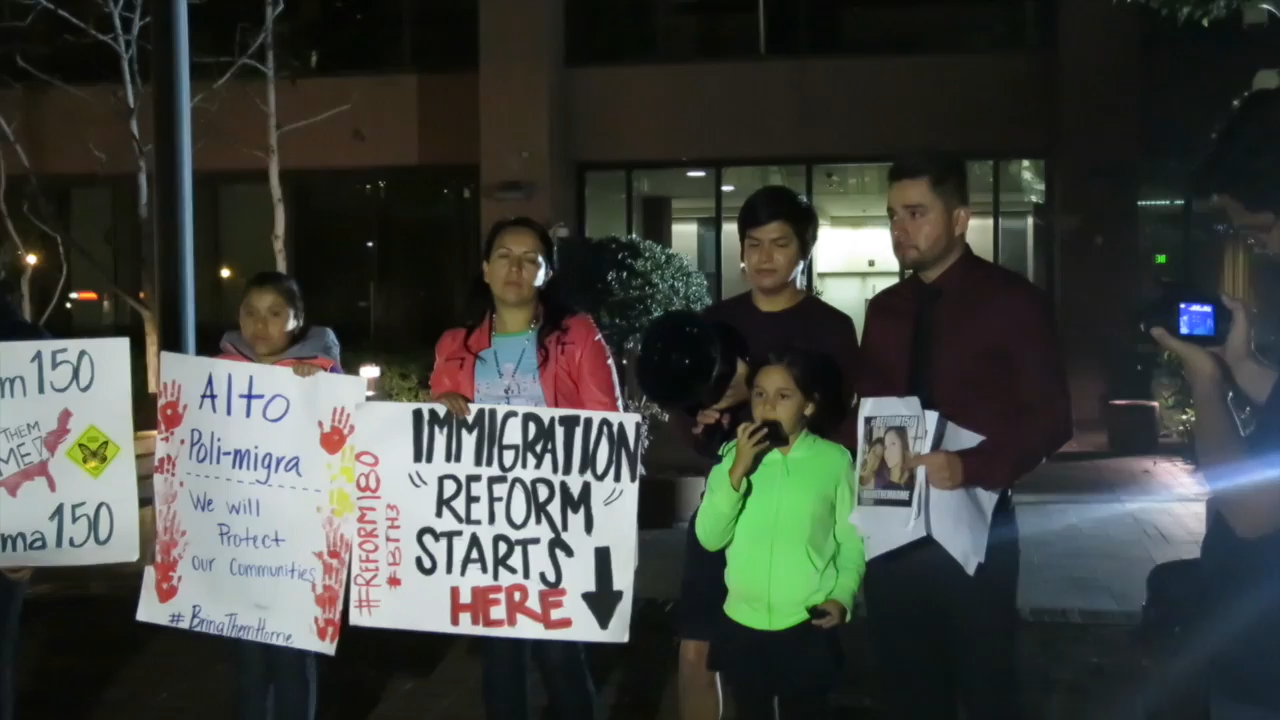 m 150
THEM
ME!
ma 150
Alto
Poli-migra
We will
Protect
our Communities
# BringThemHome
#REFORM180
#BTH3
IMMIGRATION
"REFORM"
STARTS
HERE
#REFORM150